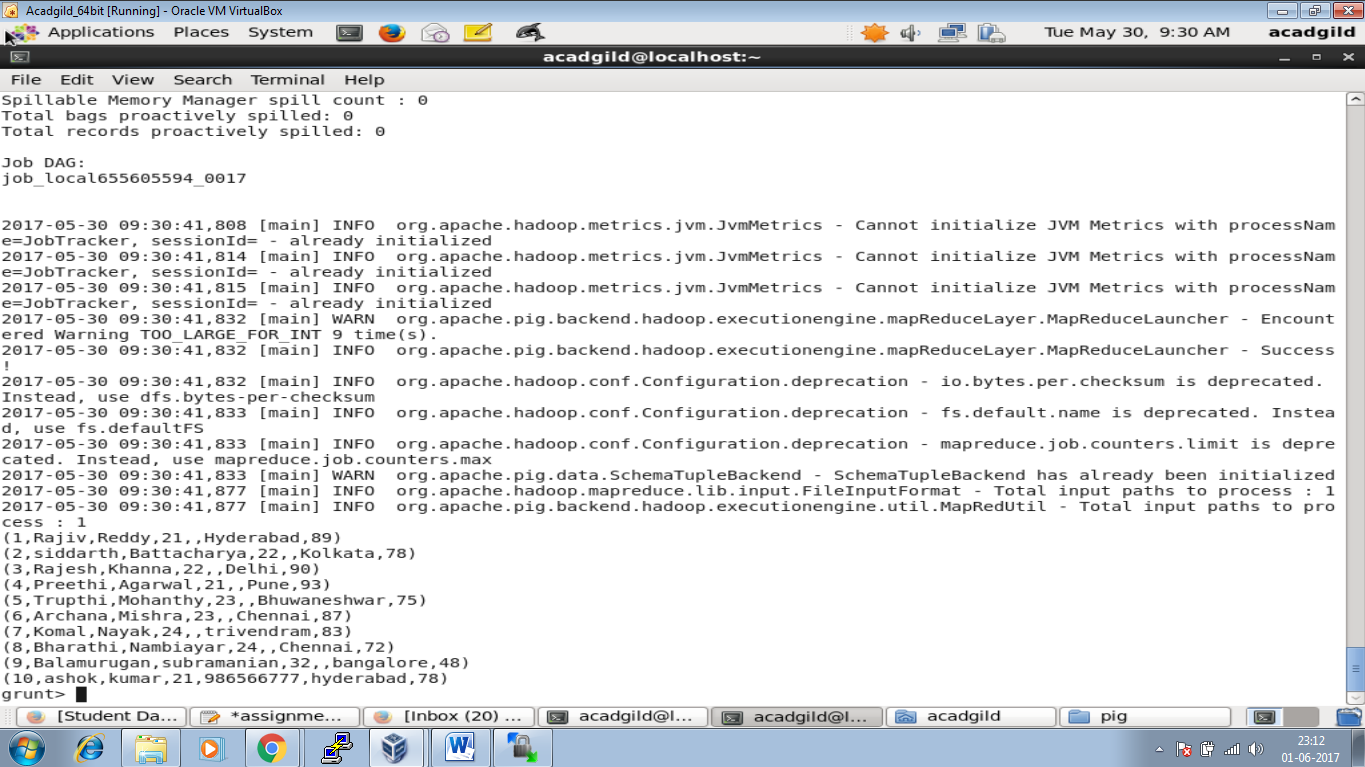 Acadgild_64bit [Running] - Oracle VM VirtualBox
Applications Places System Tue May 30, 9:30 AM acadgild
acadgild@localhost:~
File Edit View Search Terminal Help
Spillable Memory Manager spill count : 0
Total bags proactively spilled: 0
Total records proactively spilled: 0
Job DAG:
job_local655605594_0017
2017-05-30 09:30:41,808 [main] INFO  org.apache.hadoop.metrics.jvm.JvmMetrics - Cannot initialize JVM Metrics with processNam
e=JobTracker, sessionId= - already initialized
2017-05-30 09:30:41,814 [main] INFO  org.apache.hadoop.metrics.jvm.JvmMetrics - Cannot initialize JVM Metrics with processNam
e=JobTracker, sessionId= - already initialized
2017-05-30 09:30:41,815 [main] INFO  org.apache.hadoop.metrics.jvm.JvmMetrics - Cannot initialize JVM Metrics with processNam
e=JobTracker, sessionId= - already initialized
2017-05-30 09:30:41,832 [main] WARN  org.apache.pig.backend.hadoop.executionengine.mapReduceLayer.MapReduceLauncher - Encount
ered Warning TOO_LARGE_FOR_INT 9 time(s).
2017-05-30 09:30:41,832 [main] INFO  org.apache.pig.backend.hadoop.executionengine.mapReduceLayer.MapReduceLauncher - Success
!
2017-05-30 09:30:41,832 [main] INFO  org.apache.hadoop.conf.Configuration.deprecation - io.bytes.per.checksum is deprecated.
Instead, use dfs.bytes-per-checksum
2017-05-30 09:30:41,833 [main] INFO  org.apache.hadoop.conf.Configuration.deprecation - fs.default.name is deprecated. Instea
d, use fs.defaultFS
2017-05-30 09:30:41,833 [main] INFO  org.apache.hadoop.conf.Configuration.deprecation - mapreduce.job.counters.limit is depre
cated. Instead, use mapreduce.job.counters.max
2017-05-30 09:30:41,833 [main] WARN  org.apache.pig.data.SchemaTupleBackend - SchemaTupleBackend has already been initialized
2017-05-30 09:30:41,877 [main] INFO  org.apache.hadoop.mapreduce.lib.input.FileInputFormat - Total input paths to process : 1
2017-05-30 09:30:41,877 [main] INFO  org.apache.pig.backend.hadoop.executionengine.util.MapRedUtil - Total input paths to pro
cess : 1
(1,Rajiv,Reddy,21,,Hyderabad,89)
(2,siddarth,Battacharya,22,,Kolkata,78)
(3,Rajesh,Khanna,22,,Delhi,90)
(4,Preethi,Agarwal,21,,Pune,93)
(5,Trupthi,Mohanthy,23,,Bhuwaneshwar,75)
(6,Archana,Mishra,23,,Chennai,87)
(7,Komal,Nayak,24,,trivendram,83)
(8,Bharathi,Nambiayar,24,,Chennai,72)
(9,Balamurugan,subramanian,32,,bangalore,48)
(10,ashok,kumar,21,986566777,hyderabad,78)
grunt>
[Student Da... *assignme... [Inbox (20) ... acadgild@l... acadgild@l... acadgild pig
23:12
01-06-2017